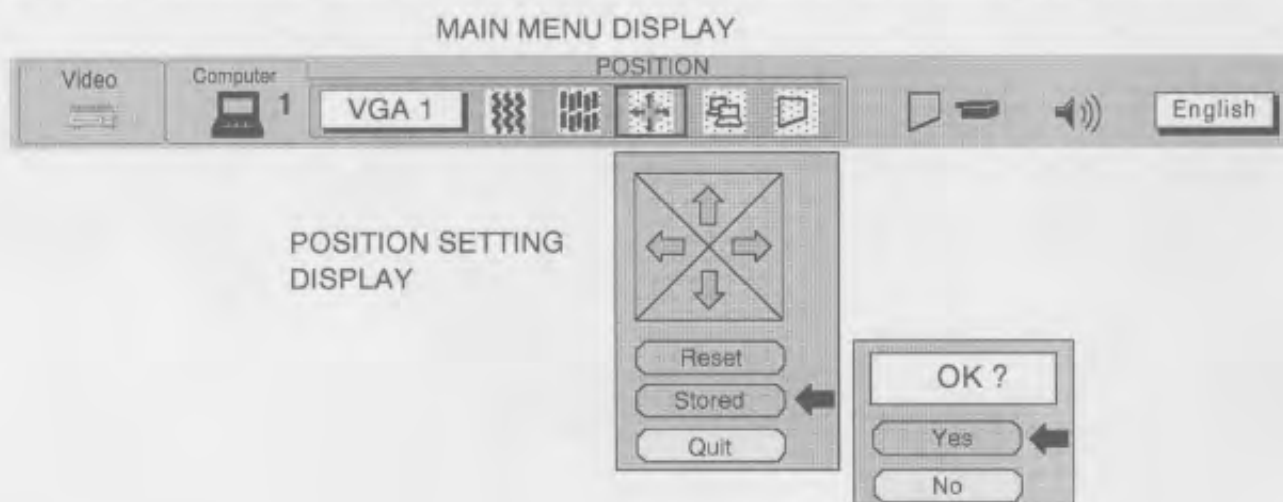 MAIN MENU DISPLAY
POSITION
Video
Computer
1
VGA 1
English
POSITION SETTING
DISPLAY
Reset
Stored
Quit
OK ?
Yes
No